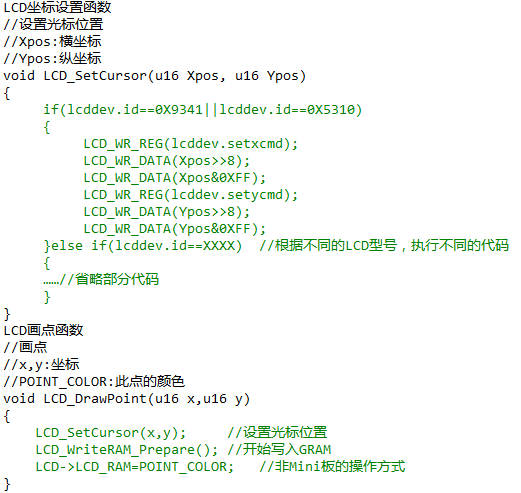 LCD坐标设置函数
//设置光标位置
//Xpos:横坐标
//Ypos:纵坐标
void LCD_SetCursor(u16 Xpos, u16 Ypos)
{
if(lcddev.id==0X9341||lcddev.id==0X5310)
{
LCD_WR_REG(lcddev.setxcmd);
LCD_WR_DATA(Xpos>>8);
LCD_WR_DATA(Xpos&0XFF);
LCD_WR_REG(lcddev.setycmd);
LCD_WR_DATA(Ypos>>8);
LCD_WR_DATA(Ypos&0XFF);
}else if(lcddev.id==XXXX)  //根据不同的LCD型号，执行不同的代码
{
……//省略部分代码
}
}
LCD画点函数
//画点
//x,y:坐标
//POINT_COLOR:此点的颜色
void LCD_DrawPoint(u16 x,u16 y)
{
LCD_SetCursor(x,y);     //设置光标位置
LCD_WriteRAM_Prepare(); //开始写入GRAM
LCD->LCD_RAM=POINT_COLOR;   //非Mini板的操作方式
}